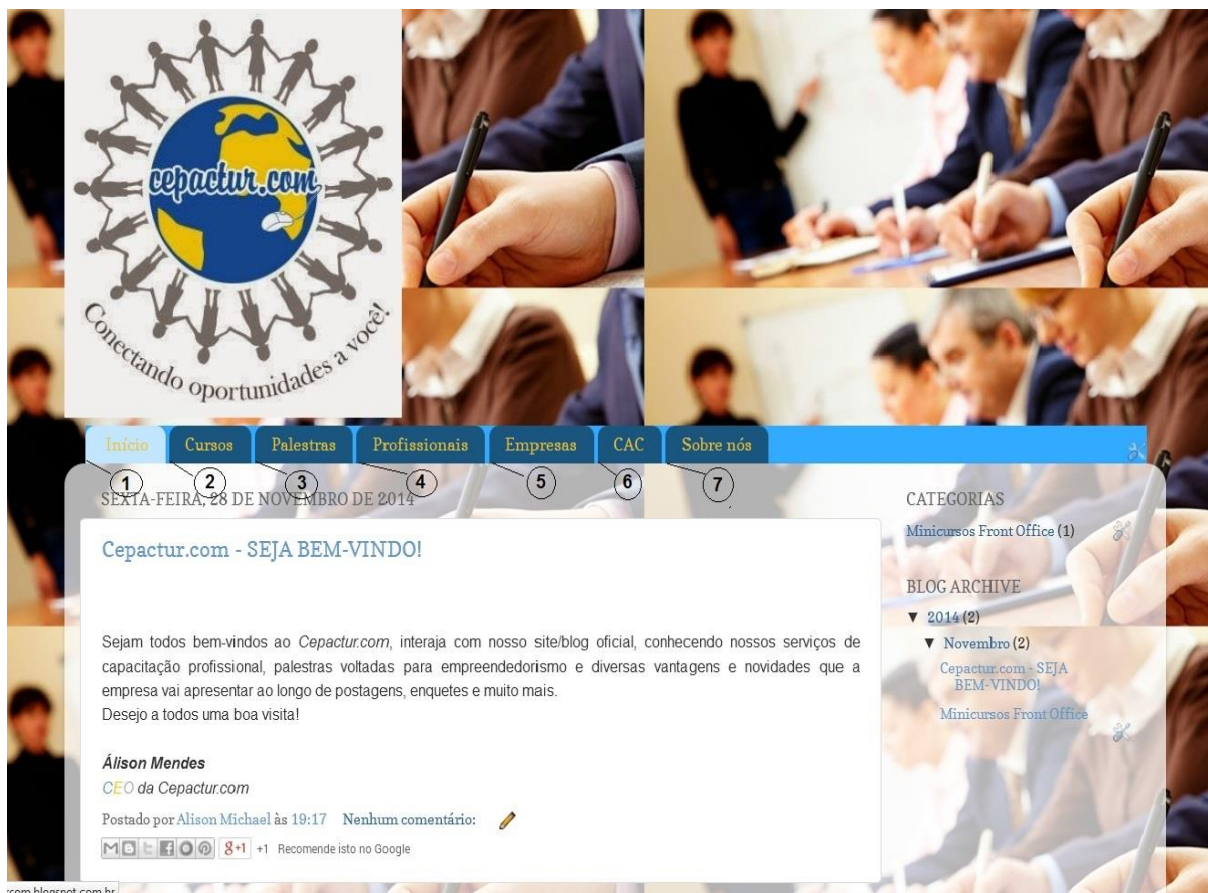 cepactur.com
Conectando oportunidades a você!
Início Cursos Palestras Profissionais Empresas CAC Sobre nós
1 2 3 4 5 6 7
SEXTA-FEIRA, 28 DE NOVEMBRO DE 2014
Cepactur.com - SEJA BEM-VINDO!
Sejam todos bem-vindos ao Cepactur.com, interaja com nosso site/blog oficial, conhecendo nossos serviços de
capacitação profissional, palestras voltadas para empreendedorismo e diversas vantagens e novidades que a
empresa vai apresentar ao longo de postagens, enquetes e muito mais.
Desejo a todos uma boa visita!
Álison Mendes
CEO da Cepactur.com
Postado por Alison Michael às 19:17 Nenhum comentário:
g+1 +1 Recomende isto no Google
CATEGORIAS
Minicursos Front Office (1)
BLOG ARCHIVE
▼ 2014 (2)
▼ Novembro (2)
Cepactur.com - SEJA
BEM-VINDO!
Minicursos Front Office
com.blogspot.com.br